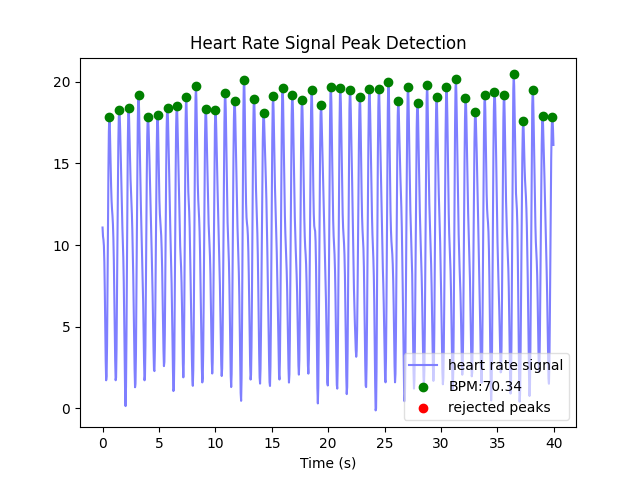 Heart Rate Signal Peak Detection
20
15
10
5
0
heart rate signal
BPM:70.34
rejected peaks
0 5 10 15 20 25 30 35 40
Time (s)